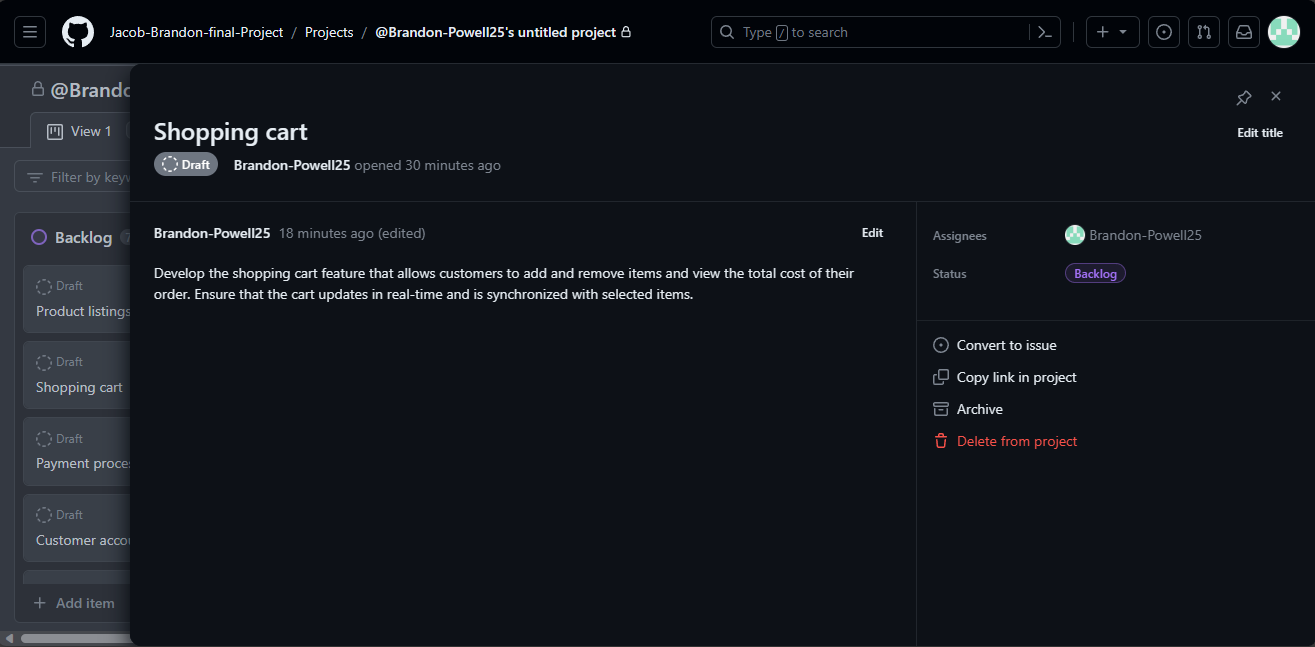 Jacob-Brandon-final-Project / Projects / @Brandon-Powell25's untitled project
Type / to search
@Brand
View 1
Filter by keyw
Backlog 7
Draft
Product listings
Draft
Shopping cart
Draft
Payment proces
Draft
Customer accou
+ Add item
Shopping cart
Edit title
Draft
Brandon-Powell25 opened 30 minutes ago
Brandon-Powell25 18 minutes ago (edited)
Edit
Develop the shopping cart feature that allows customers to add and remove items and view the total cost of their
order. Ensure that the cart updates in real-time and is synchronized with selected items.
Assignees
Brandon-Powell25
Status
Backlog
Convert to issue
Copy link in project
Archive
Delete from project